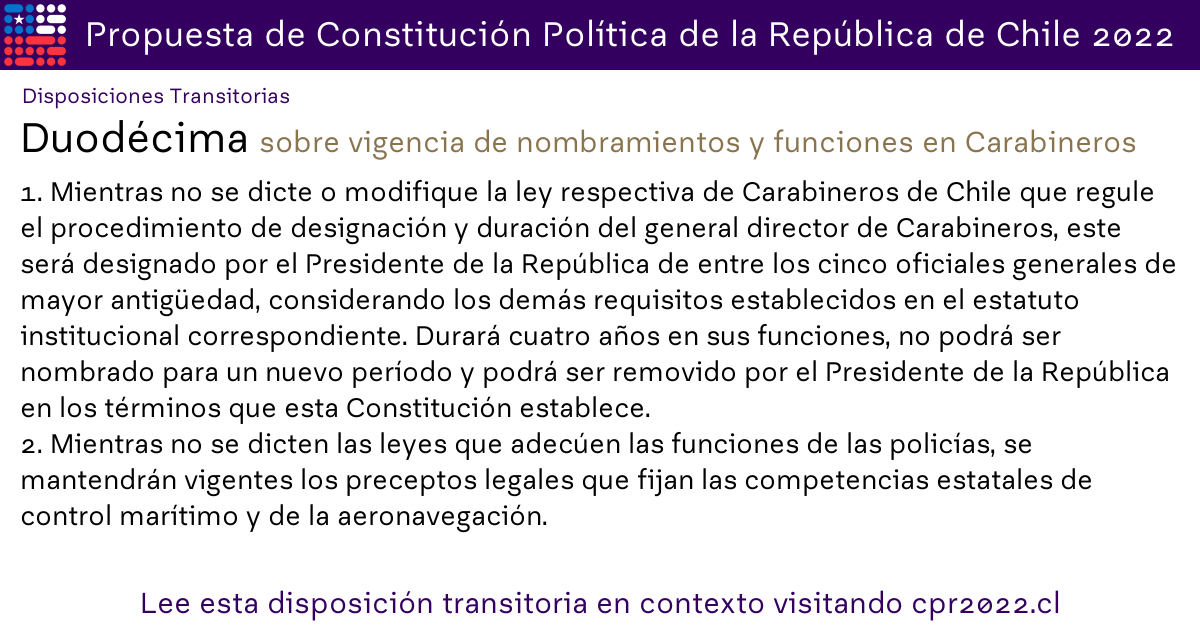 Propuesta de Constitución Política de la República de Chile 2022
Disposiciones Transitorias
Duodécima sobre vigencia de nombramientos y funciones en Carabineros
1. Mientras no se dicte o modifique la ley respectiva de Carabineros de Chile que regule
el procedimiento de designación y duración del general director de Carabineros, este
será designado por el Presidente de la República de entre los cinco oficiales generales de
mayor antigüedad, considerando los demás requisitos establecidos en el estatuto
institucional correspondiente. Durará cuatro años en sus funciones, no podrá ser
nombrado para un nuevo período y podrá ser removido por el Presidente de la República
en los términos que esta Constitución establece.
2. Mientras no se dicten las leyes que adecúen las funciones de las policías, se
mantendrán vigentes los preceptos legales que fijan las competencias estatales de
control marítimo y de la aeronavegación.
Lee esta disposición transitoria en contexto visitando cpr2022.cl